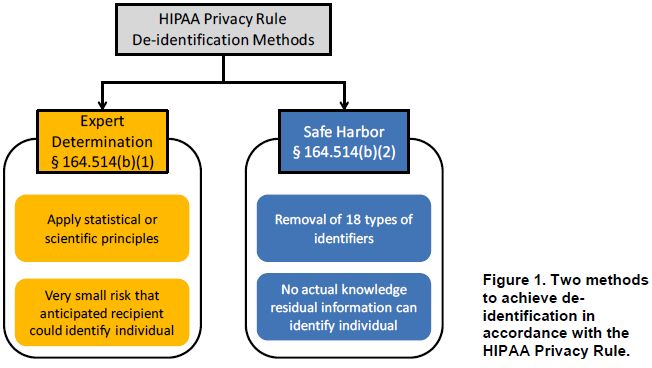 HIPAA Privacy Rule
De-identification Methods
Expert
Determination
§ 164.514(b)(1)
Apply statistical or
scientific principles
Very small risk that
anticipated recipient
could identify individual
Safe Harbor
§ 164.514(b)(2)
Removal of 18 types of
identifiers
No actual knowledge
residual information can
identify individual
Figure 1. Two methods
to achieve de-
identification in
accordance with the
HIPAA Privacy Rule.